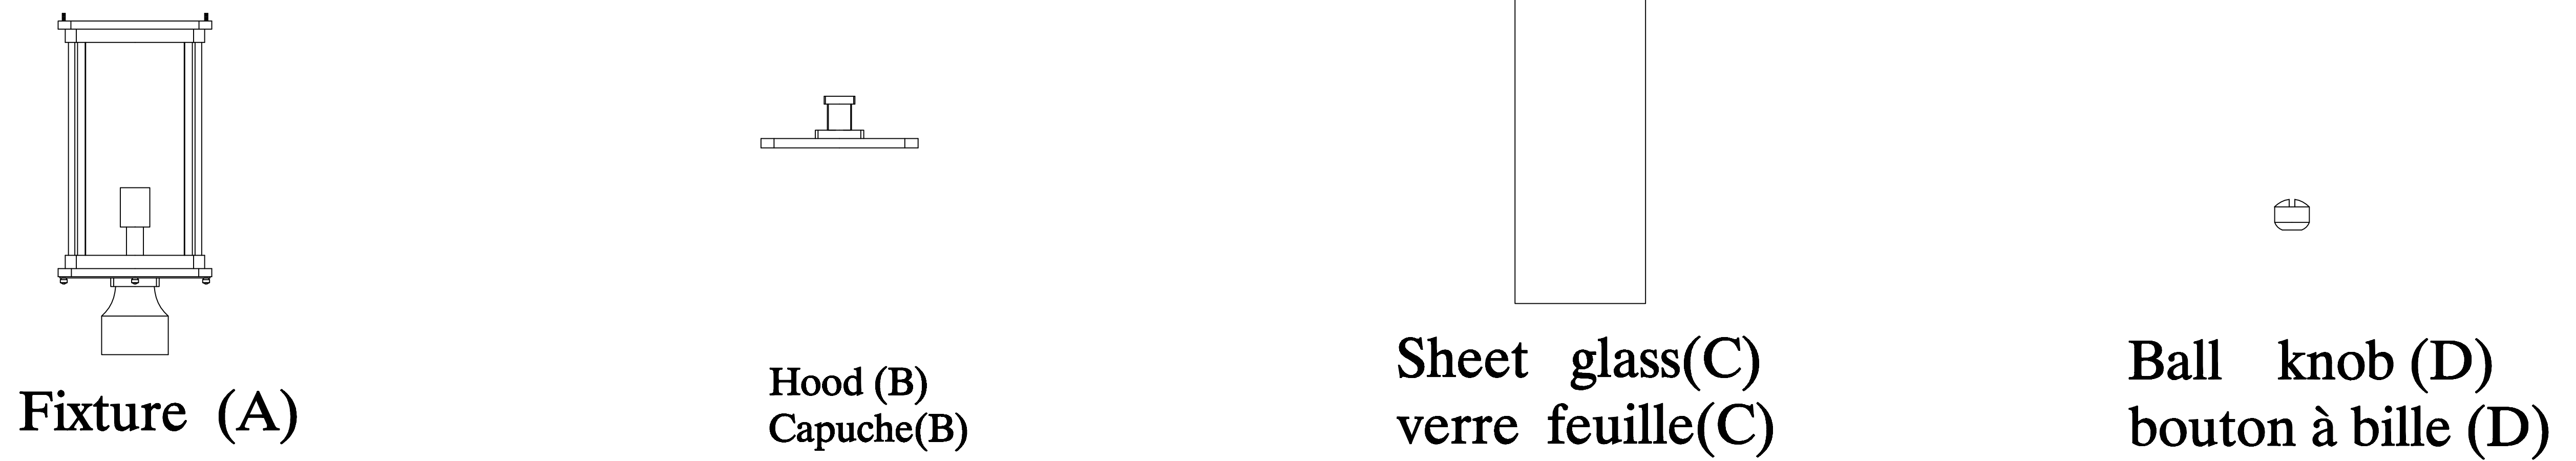 Fixture (A)
Hood (B)
Capuche(B)
Sheet glass(C)
verre feuille(C)
Ball knob (D)
bouton à bille (D)